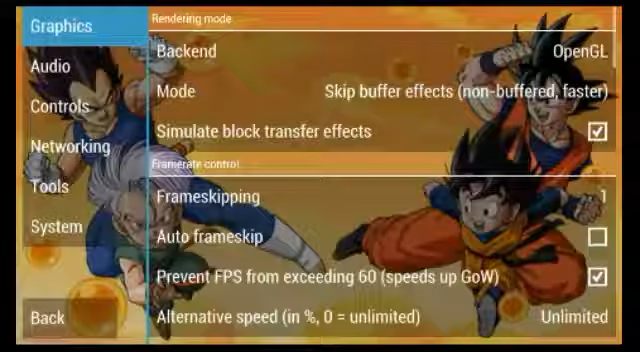 Graphics
Audio
Controls
Networking
Tools
System
Back
Rendering mode
Backend OpenGL
Mode Skip buffer effects (non-buffered, faster)
Simulate block transfer effects
Framerate control
Frameskipping 1
Auto frameskip
Prevent FPS from exceeding 60 (speeds up GoW)
Alternative speed (in %, 0 = unlimited) Unlimited